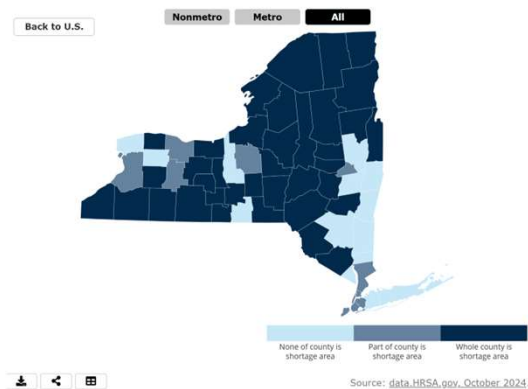 Nonmetro Metro All
Back to U.S.
None of county is Part of county is Whole county is
shortage area shortage area shortage area
Source: data.HRSA.gov, October 2024